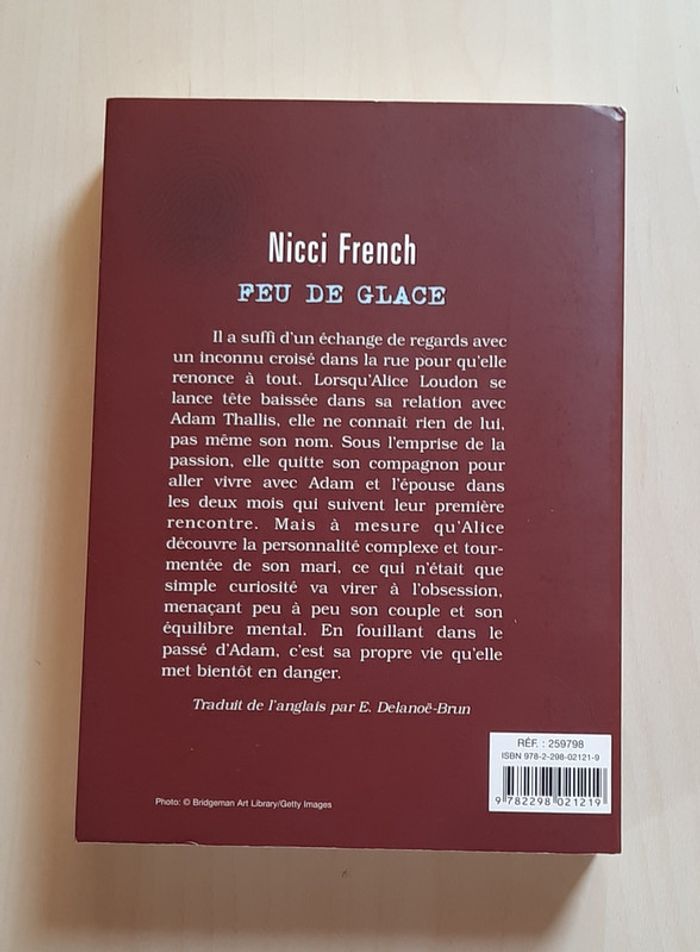 Nicci French
FEU DE GLACE
Il a suffi d'un échange de regards avec
un inconnu croisé dans la rue pour qu'elle
renonce à tout. Lorsqu'Alice Loudon se
lance tête baissée dans sa relation avec
Adam Thallis, elle ne connaît rien de lui,
pas même son nom. Sous l'emprise de la
passion, elle quitte son compagnon pour
aller vivre avec Adam et l'épouse dans
les deux mois qui suivent leur première
rencontre. Mais à mesure qu'Alice
découvre la personnalité complexe et tour-
mentée de son mari, ce qui n'était que
simple curiosité va virer à l'obsession,
menaçant peu à peu son couple et son
équilibre mental. En fouillant dans le
passé d'Adam, c'est sa propre vie qu'elle
met bientôt en danger.
Traduit de l'anglais par E. Delanoë-Brun
RÉF. : 259798
ISBN 978-2-298-02121-9
9 782298 021219
Photo: © Bridgeman Art Library/Getty Images